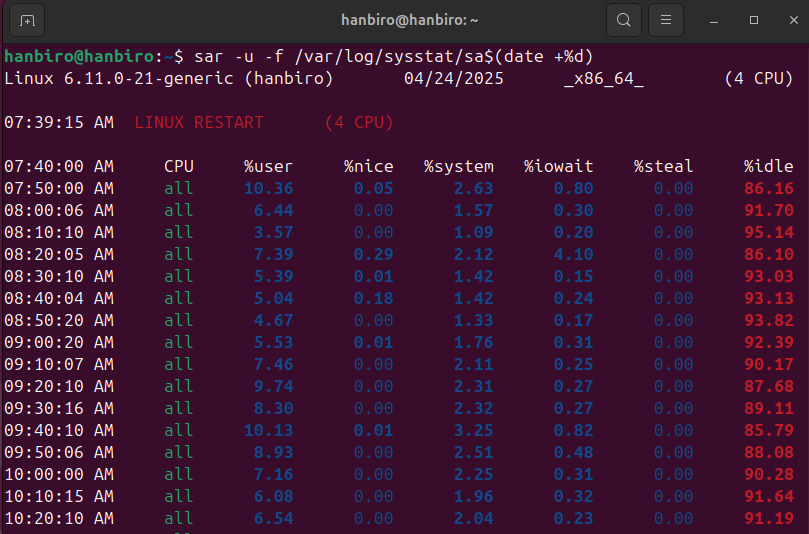 hanbiro@hanbiro: ~
hanbiro@hanbiro:~$ sar -u -f /var/log/sysstat/sa$(date +%d)
Linux 6.11.0-21-generic (hanbiro) 04/24/2025 _x86_64_ (4 CPU)
07:39:15 AM LINUX RESTART (4 CPU)
07:40:00 AM CPU %user %nice %system %iowait %steal %idle
07:50:00 AM all 10.36 0.05 2.63 0.80 0.00 86.16
08:00:06 AM all 6.44 0.00 1.57 0.30 0.00 91.70
08:10:10 AM all 3.57 0.00 1.09 0.20 0.00 95.14
08:20:05 AM all 7.39 0.29 2.12 4.10 0.00 86.10
08:30:10 AM all 5.39 0.01 1.42 0.15 0.00 93.03
08:40:04 AM all 5.04 0.18 1.42 0.24 0.00 93.13
08:50:20 AM all 4.67 0.00 1.33 0.17 0.00 93.82
09:00:20 AM all 5.53 0.01 1.76 0.31 0.00 92.39
09:10:07 AM all 7.46 0.00 2.11 0.25 0.00 90.17
09:20:10 AM all 9.74 0.00 2.31 0.27 0.00 87.68
09:30:16 AM all 8.30 0.00 2.32 0.27 0.00 89.11
09:40:10 AM all 10.13 0.01 3.25 0.82 0.00 85.79
09:50:06 AM all 8.93 0.00 2.51 0.48 0.00 88.08
10:00:00 AM all 7.16 0.00 2.25 0.31 0.00 90.28
10:10:15 AM all 6.08 0.00 1.96 0.32 0.00 91.64
10:20:10 AM all 6.54 0.00 2.04 0.23 0.00 91.19